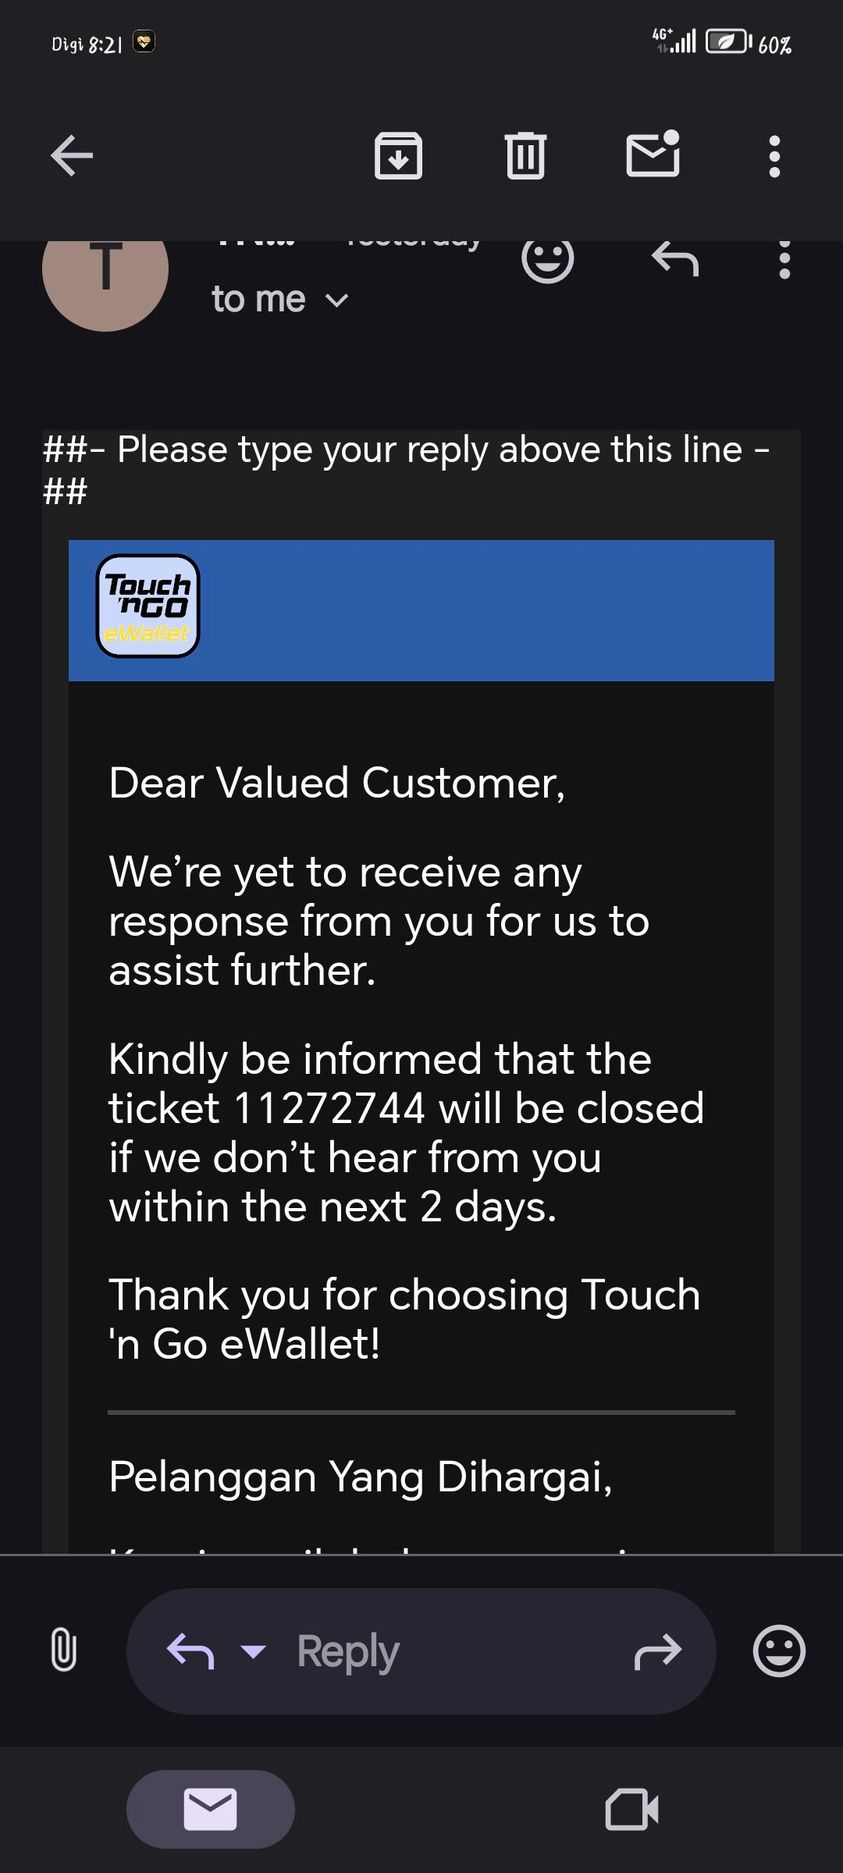 Digi 8:21
4G+ 60%
T
Yesterday
to me
##- Please type your reply above this line -
##
Touch
'nGO
eWallet
Dear Valued Customer,
We're yet to receive any
response from you for us to
assist further.
Kindly be informed that the
ticket 11272744 will be closed
if we don't hear from you
within the next 2 days.
Thank you for choosing Touch
'n Go eWallet!
Pelanggan Yang Dihargai,
Reply